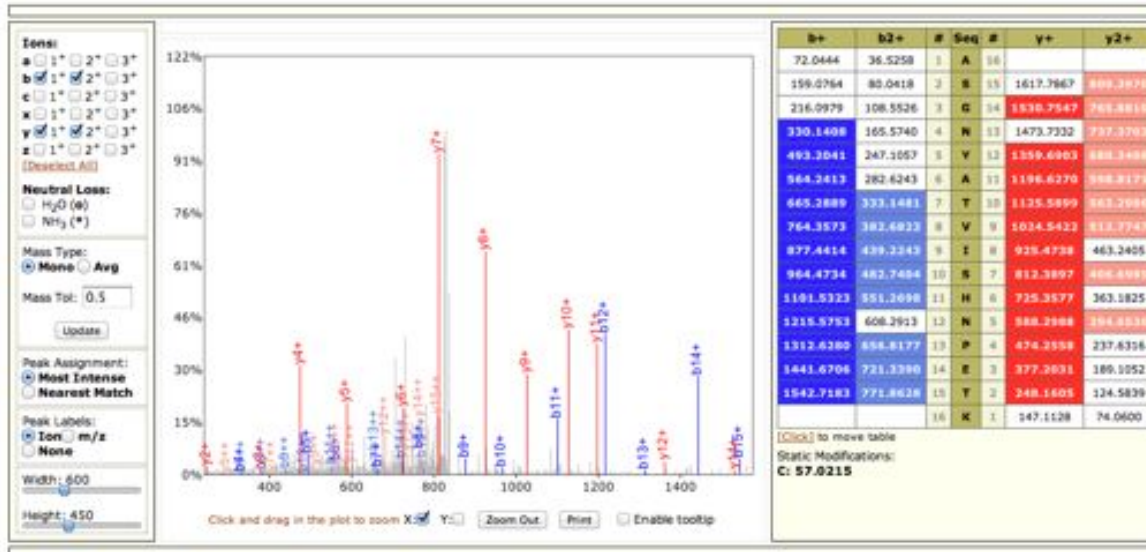 Ions:
a 1+ 2+ 3+
b 1+ 2+ 3+
c 1+ 2+ 3+
x 1+ 2+ 3+
y 1+ 2+ 3+
z 1+ 2+ 3+
[Deselect All]
Neutral Loss:
H2O (o)
NH3 (*)
Mass Type:
Mono Avg
Mass Tol: 0.5
Update
Peak Assignment:
Most Intense
Nearest Match
Peak Labels:
Ion m/z
None
Width: 600
Height: 450
122%
106%
91%
76%
61%
46%
30%
15%
0%
400 600 800 1000 1200 1400
y2+ y4+ y5+ y7+ y6+ b9+ b10+ y9+ b11+ y10+ y11+ b12+ b13+ y12+ b14+ b15+
Click and drag in the plot to zoom X: Y: Zoom Out Print Enable tooltip
b+ b2+ # Seq # y+ y2+
72.0444 36.5258 1 A 16
159.0764 80.0418 2 S 15 1617.7867
216.0979 108.5526 3 G 14 1530.7547
330.1408 165.5740 4 N 13 1473.7332
493.2041 247.1057 5 Y 12 1359.6903
564.2413 282.6243 6 A 11 1196.6270
665.2889 333.1481 7 T 10 1125.5899
764.3573 382.6823 8 V 9 1024.5422
877.4414 439.2243 9 I 8 925.4738 463.2405
964.4734 482.7404 10 S 7 812.3897
1101.5323 551.2698 11 H 6 725.3577 363.1825
1215.5753 608.2913 12 N 5 588.2988
1312.6280 656.8177 13 P 4 474.2558 237.6316
1441.6706 721.3390 14 E 3 377.2031 189.1052
1542.7183 771.8628 15 T 2 248.1605 124.5839
16 K 1 147.1128 74.0600
[Click] to move table
Static Modifications:
C: 57.0215